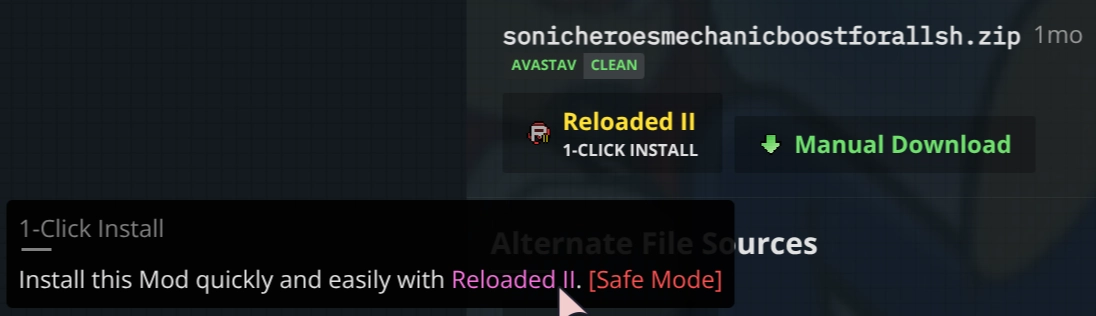 sonicheroesmechanicboostforallsh.zip 1mo
AVASTAV CLEAN
Reloaded II
1-CLICK INSTALL
Manual Download
1-Click Install
Install this Mod quickly and easily with Reloaded II. [Safe Mode]
Alternate File Sources